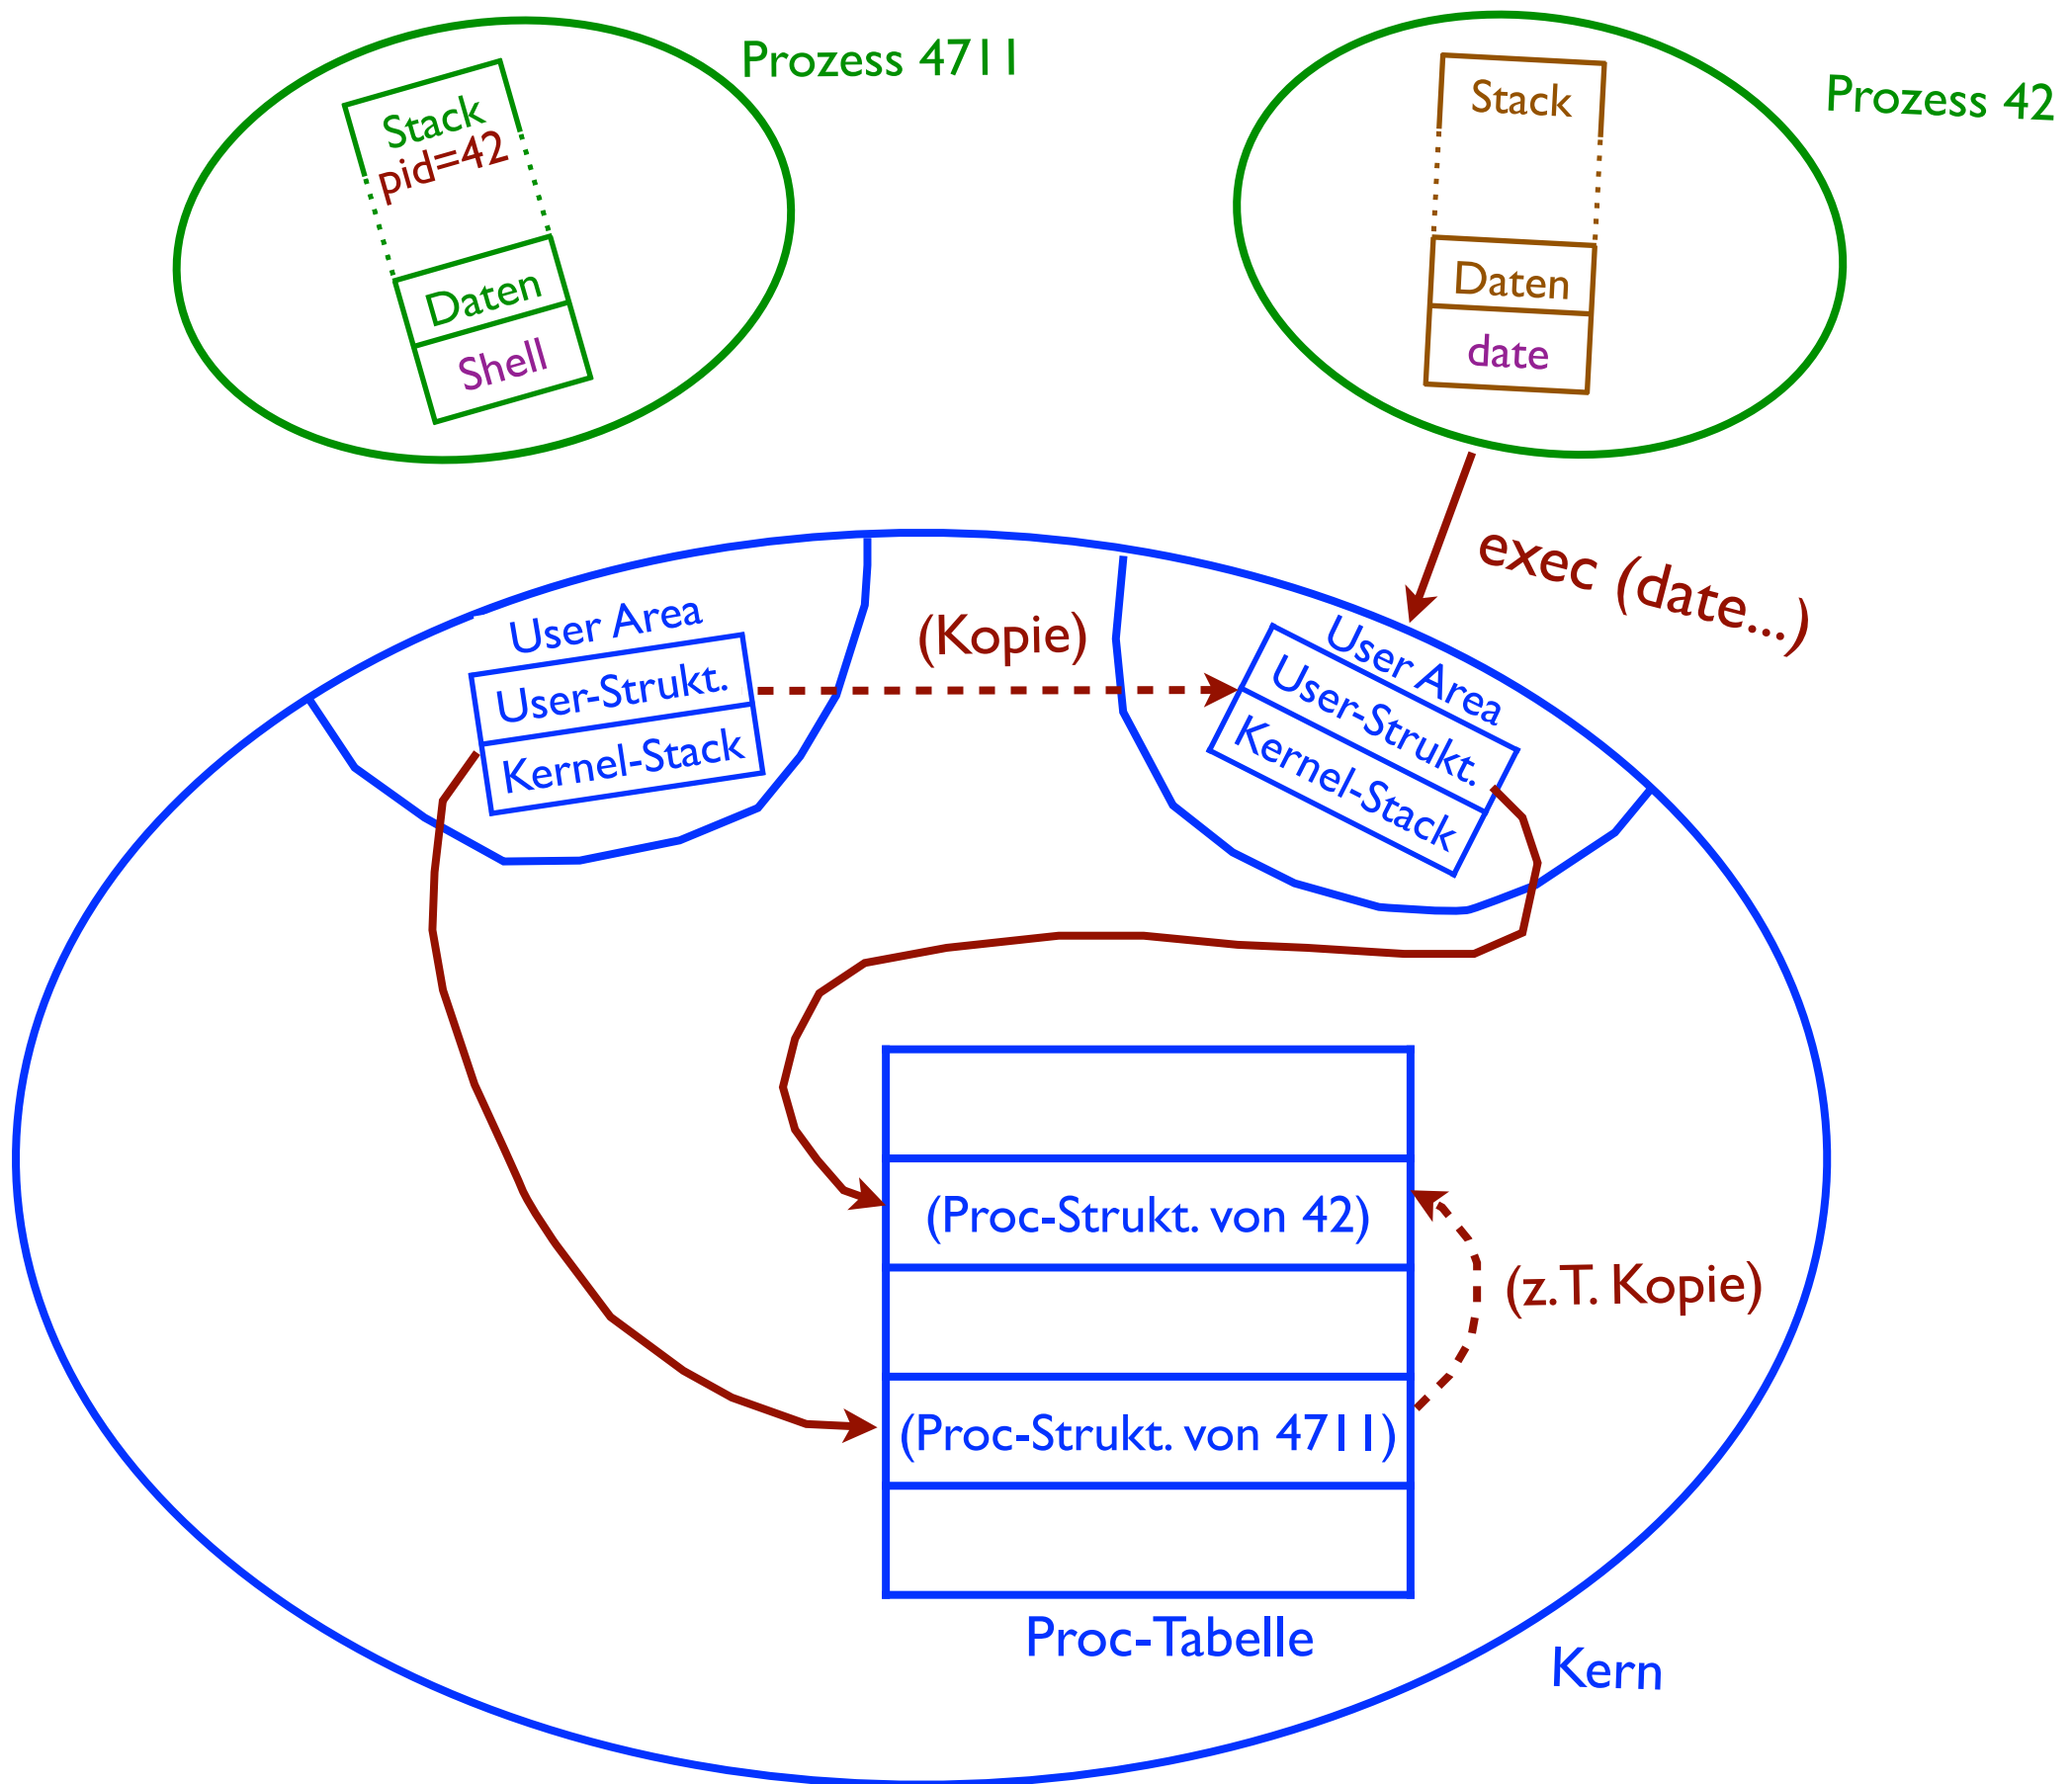 Prozess 4711
Stack
pid=42
Daten
Shell
Prozess 42
Stack
Daten
date
exec (date...)
User Area
User-Strukt.
Kernel-Stack
(Kopie)
User Area
User-Strukt.
Kernel-Stack
(Proc-Strukt. von 42)
(z.T. Kopie)
(Proc-Strukt. von 4711)
Proc-Tabelle
Kern